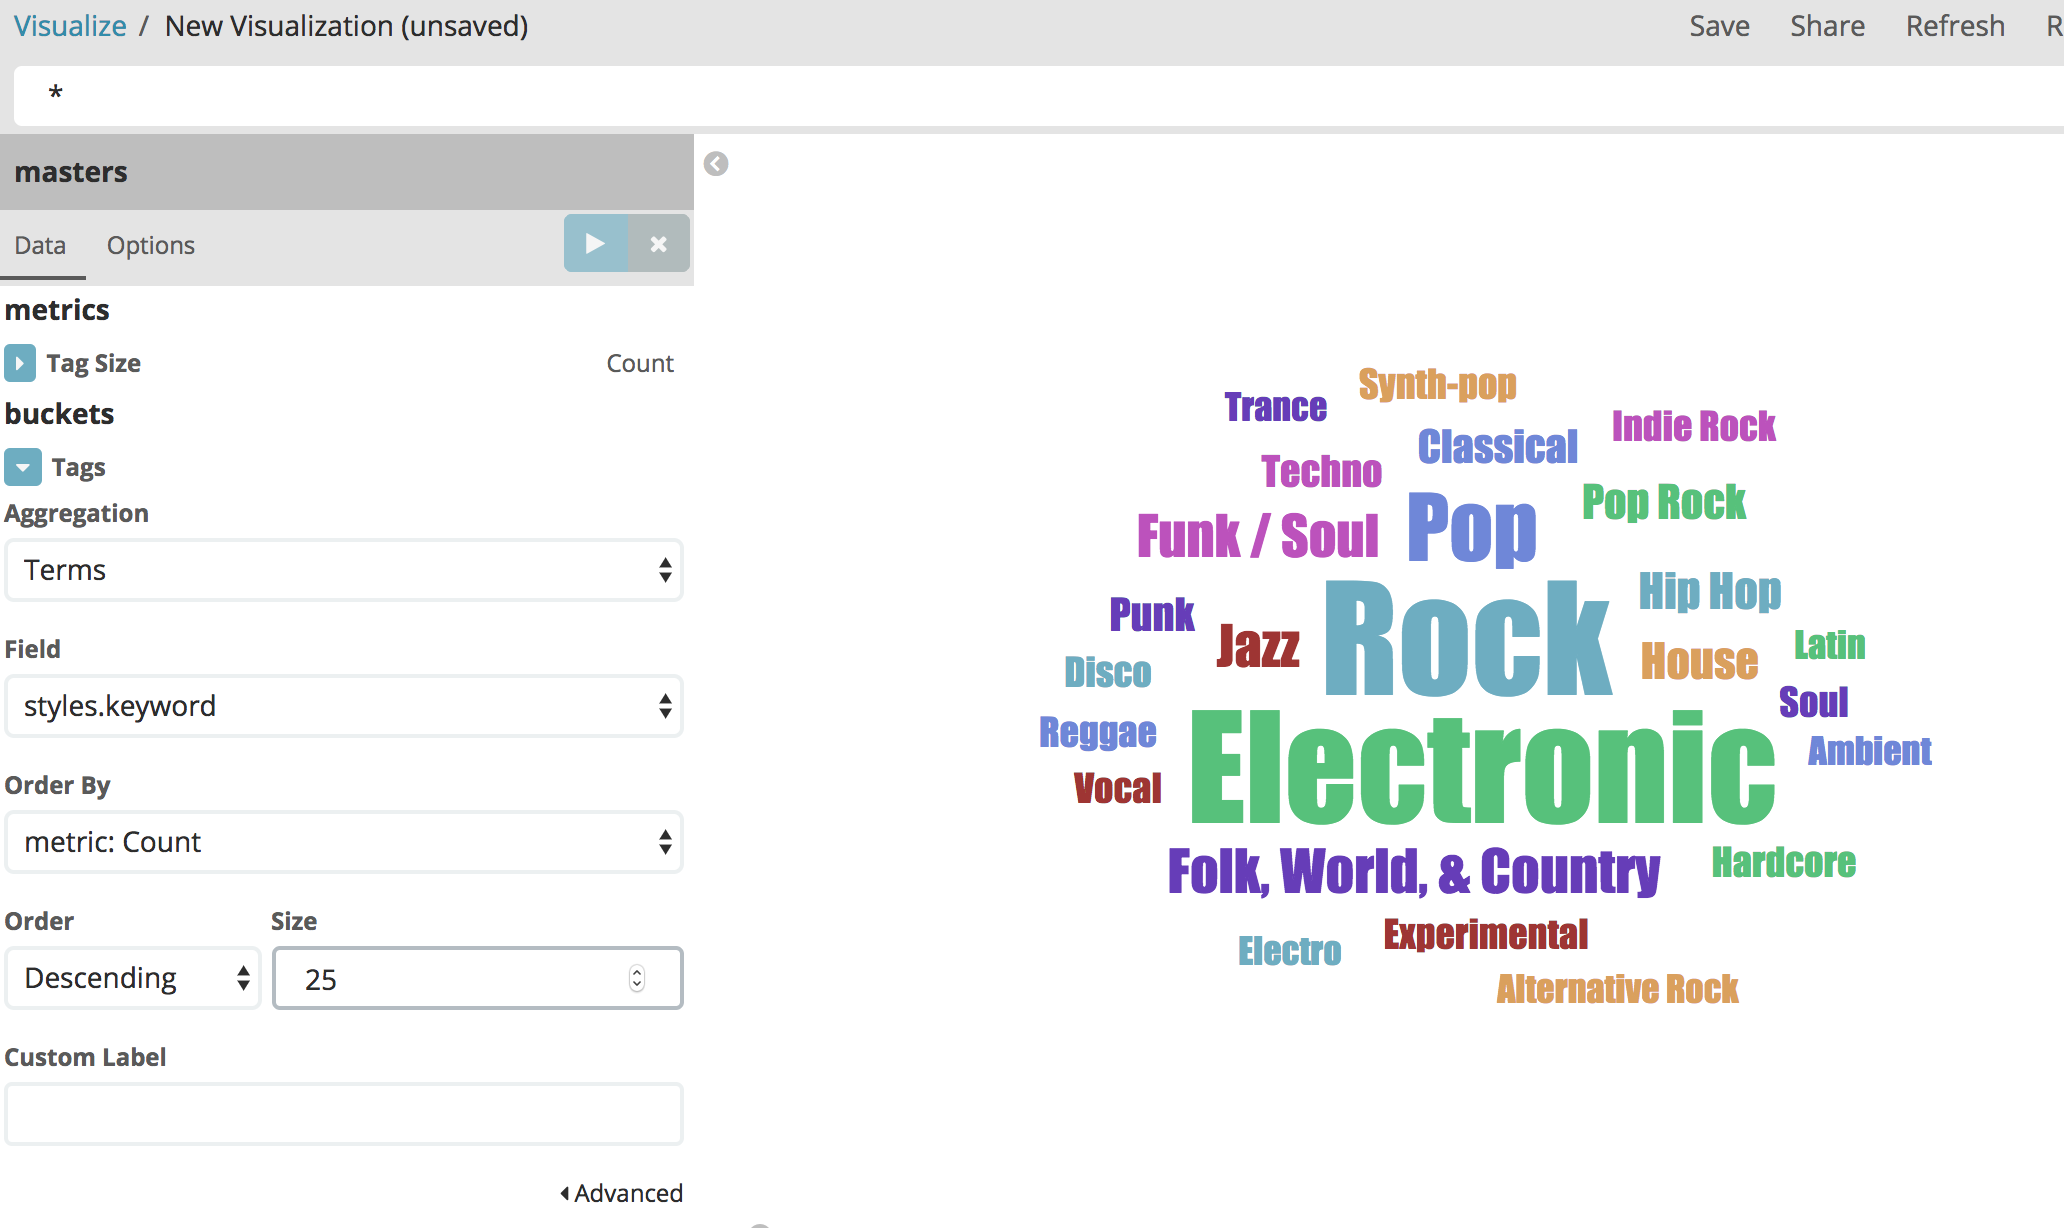 Visualize / New Visualization (unsaved)
Save Share Refresh R
*
masters
Data Options
metrics
Tag Size Count
buckets
Tags
Aggregation
Terms
Field
styles.keyword
Order By
metric: Count
Order Size
Descending 25
Custom Label
Advanced
Synth-pop
Trance
Indie Rock
Classical
Techno
Pop Rock
Pop
Funk / Soul
Hip Hop
Punk
Rock
Jazz
Latin
House
Disco
Soul
Reggae
Ambient
Electronic
Vocal
Hardcore
Folk, World, & Country
Experimental
Electro
Alternative Rock